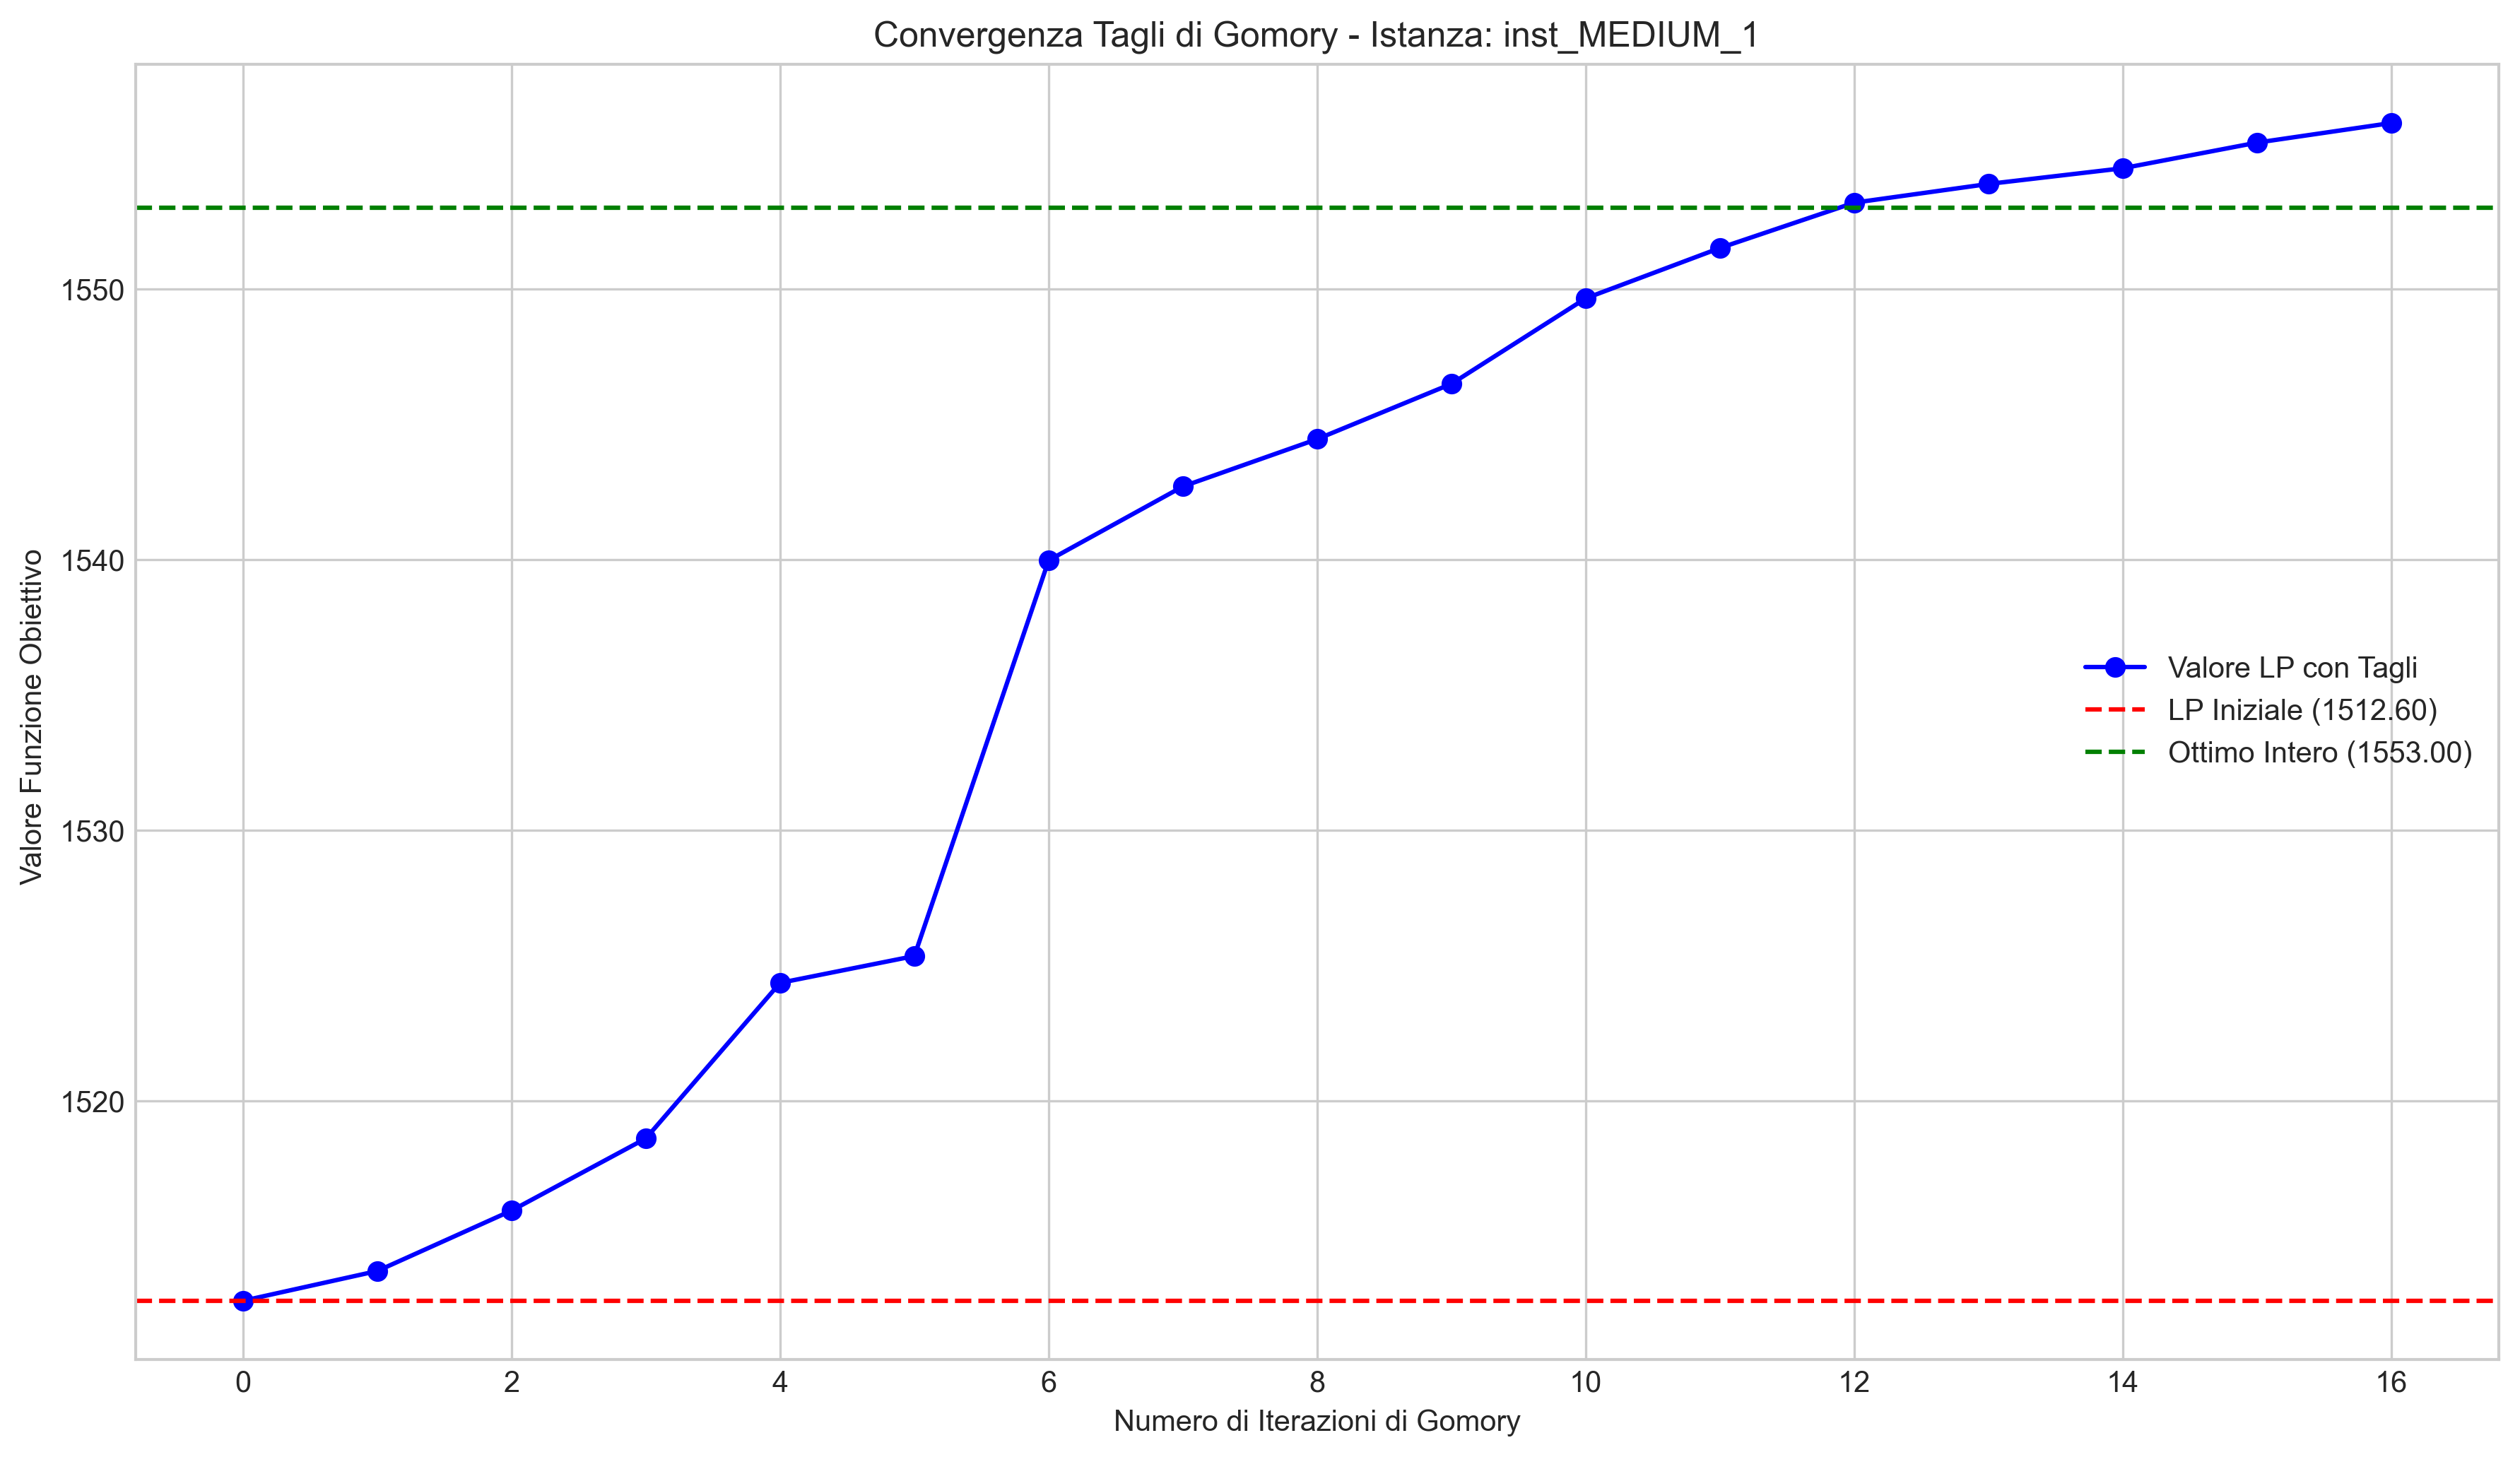 Convergenza Tagli di Gomory - Istanza: inst_MEDIUM_1
Valore Funzione Obiettivo
1550
1540
1530
1520
Valore LP con Tagli
LP Iniziale (1512.60)
Ottimo Intero (1553.00)
0 2 4 6 8 10 12 14 16
Numero di Iterazioni di Gomory